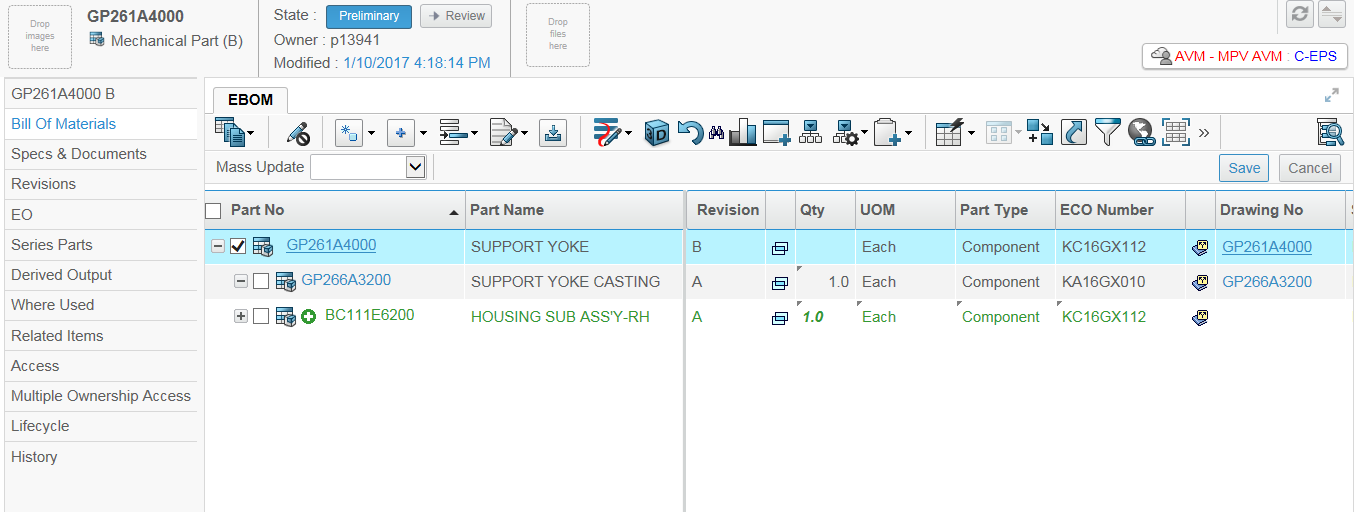 Drop
images
here
GP261A4000
Mechanical Part (B)
State : Preliminary Review
Owner : p13941
Modified : 1/10/2017 4:18:14 PM
Drop
files
here
AVM - MPV AVM : C-EPS
GP261A4000 B
Bill Of Materials
Specs & Documents
Revisions
EO
Series Parts
Derived Output
Where Used
Related Items
Access
Multiple Ownership Access
Lifecycle
History
EBOM
3D
Mass Update
Save Cancel
Part No Part Name Revision Qty UOM Part Type ECO Number Drawing No
GP261A4000 SUPPORT YOKE B Each Component KC16GX112 GP261A4000
GP266A3200 SUPPORT YOKE CASTING A 1.0 Each Component KA16GX010 GP266A3200
BC111E6200 HOUSING SUB ASS'Y-RH A 1.0 Each Component KC16GX112